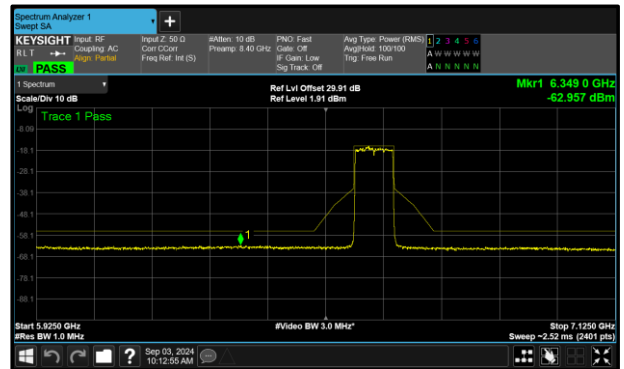 Spectrum Analyzer 1
Swept SA
KEYSIGHT
R L T
PASS
Input: RF
Coupling: AC
Align: Partial
Input Z: 50 Ω
Corr CCorr
Freq Ref: Int (S)
#Atten: 10 dB
Preamp: 8.40 GHz
PNO: Fast
Gate: Off
IF Gain: Low
Sig Track: Off
Avg Type: Power (RMS)
Avg|Hold: 100/100
Trig: Free Run
1 2 3 4 5 6
A W W W W W
A N N N N N
1 Spectrum
Scale/Div 10 dB
Ref Lvl Offset 29.91 dB
Ref Level 1.91 dBm
Mkr1 6.349 0 GHz
-62.957 dBm
Log
Trace 1 Pass
-8.09
-18.1
-28.1
-38.1
-48.1
-58.1
-68.1
-78.1
-88.1
1
Start 5.9250 GHz
#Res BW 1.0 MHz
#Video BW 3.0 MHz*
Stop 7.1250 GHz
Sweep ~2.52 ms (2401 pts)
?
Sep 03, 2024
10:12:55 AM